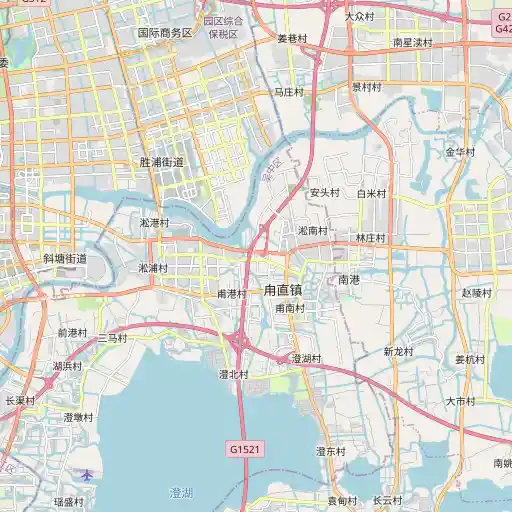 园区综合
保税区
国际商务区
姜巷村
大众村
G2
G42
南星渎村
委
马庄村
景村村
金华村
胜浦街道
吴中区
安头村
白米村
淞港村
淞南村
林庄村
斜塘街道
淞浦村
南港
甪直镇
甫港村
赵陵村
甫南村
前港村
三马村
澄湖村
新龙村
姜杭村
湖浜村
澄北村
长渠村
大市村
澄墩村
G1521
澄东村
南姚
澄湖
瑶盛村
袁甸村
长云村